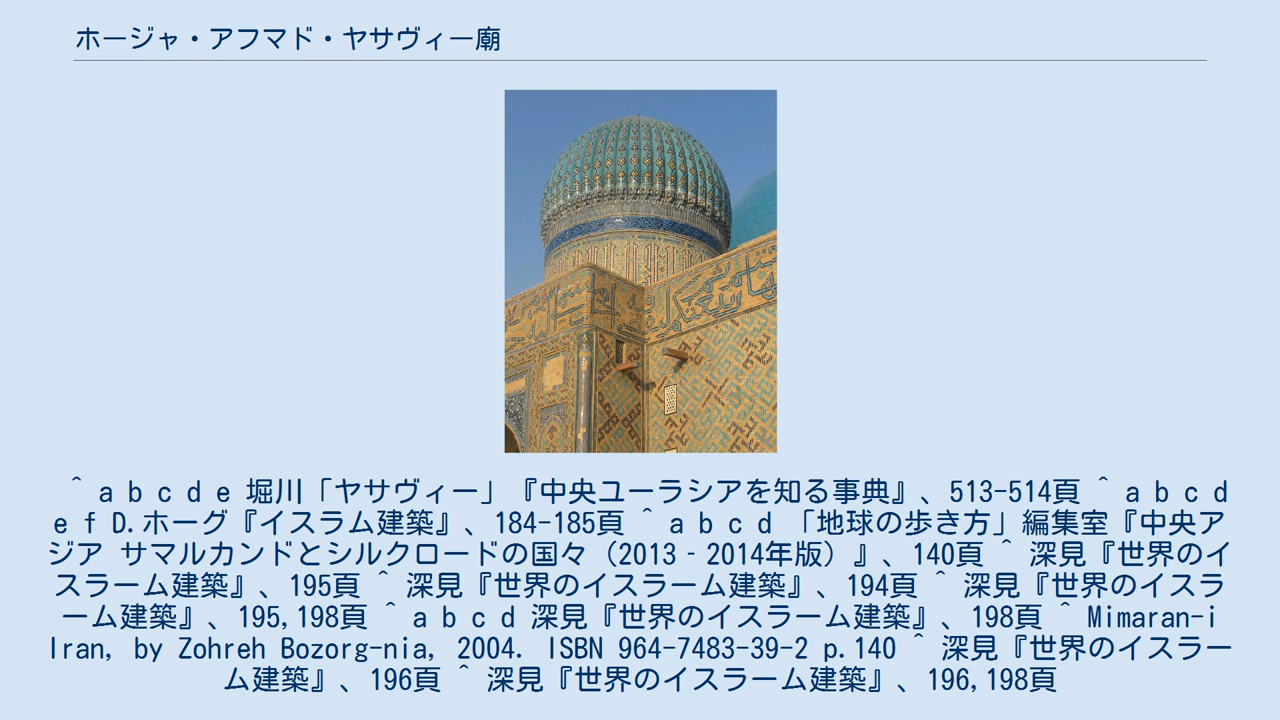 ホージャ・アフマド・ヤサヴィー廟
^ a b c d e 堀川「ヤサヴィー」『中央ユーラシアを知る事典』、513-514頁 ^ a b c d
e f D.ホーグ『イスラム建築』、184-185頁 ^ a b c d 「地球の歩き方」編集室『中央ア
ジア サマルカンドとシルクロードの国々（2013‐2014年版）』、140頁 ^ 深見『世界のイ
スラーム建築』、195頁 ^ 深見『世界のイスラーム建築』、194頁 ^ 深見『世界のイスラ
ーム建築』、195,198頁 ^ a b c d 深見『世界のイスラーム建築』、198頁 ^ Mimaran-i
Iran, by Zohreh Bozorg-nia, 2004. ISBN 964-7483-39-2 p.140 ^ 深見『世界のイスラー
ム建築』、196頁 ^ 深見『世界のイスラーム建築』、196,198頁